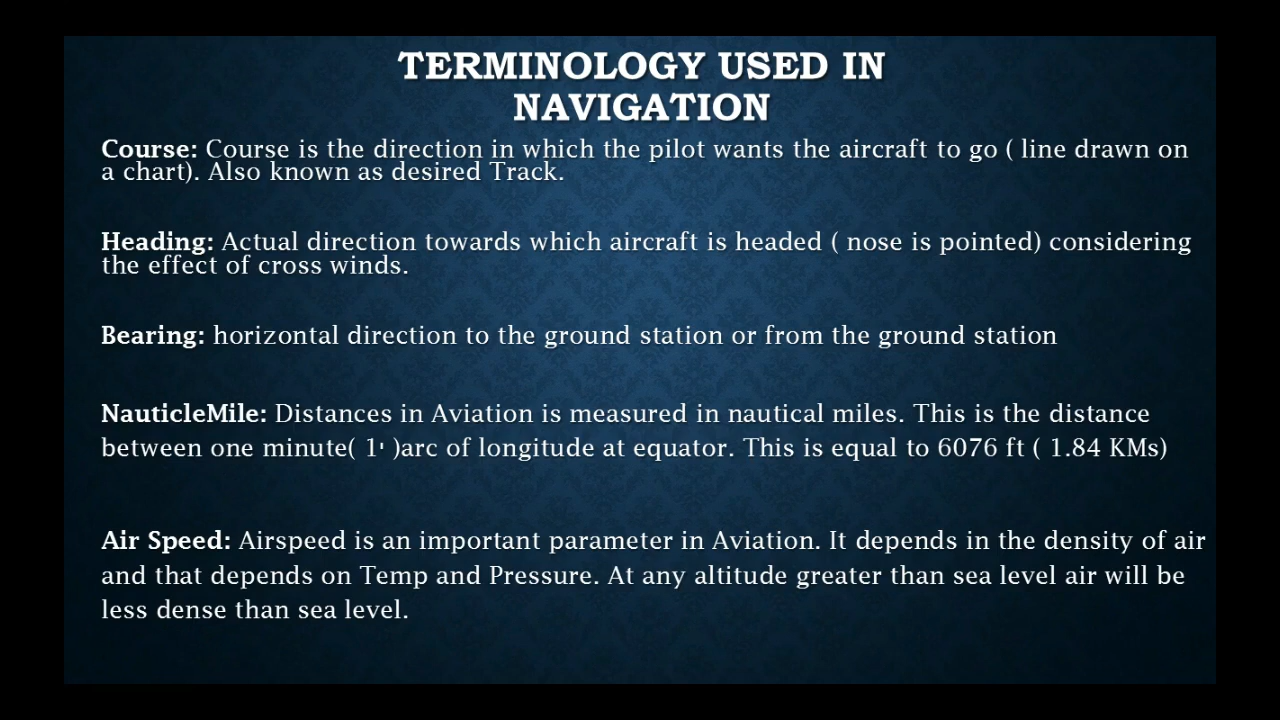 TERMINOLOGY USED IN
NAVIGATION
Course: Course is the direction in which the pilot wants the aircraft to go ( line drawn on
a chart). Also known as desired Track.
Heading: Actual direction towards which aircraft is headed ( nose is pointed) considering
the effect of cross winds.
Bearing: horizontal direction to the ground station or from the ground station
NauticleMile: Distances in Aviation is measured in nautical miles. This is the distance
between one minute( 1' )arc of longitude at equator. This is equal to 6076 ft ( 1.84 KMs)
Air Speed: Airspeed is an important parameter in Aviation. It depends in the density of air
and that depends on Temp and Pressure. At any altitude greater than sea level air will be
less dense than sea level.